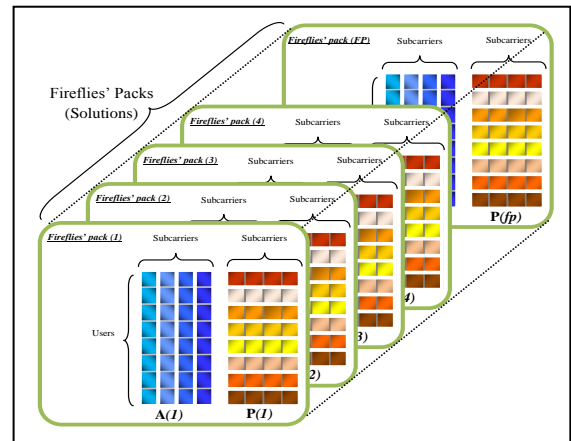 Fireflies' pack (FP)
Subcarriers Subcarriers
Fireflies' Packs
(Solutions)
Fireflies' pack (4)
Subcarriers Subcarriers
Fireflies' pack (3)
Subcarriers Subcarriers
Fireflies' pack (2)
Subcarriers Subcarriers
P(fp)
Fireflies' pack (1)
Subcarriers Subcarriers
4)
3)
Users
2)
A(1) P(1)